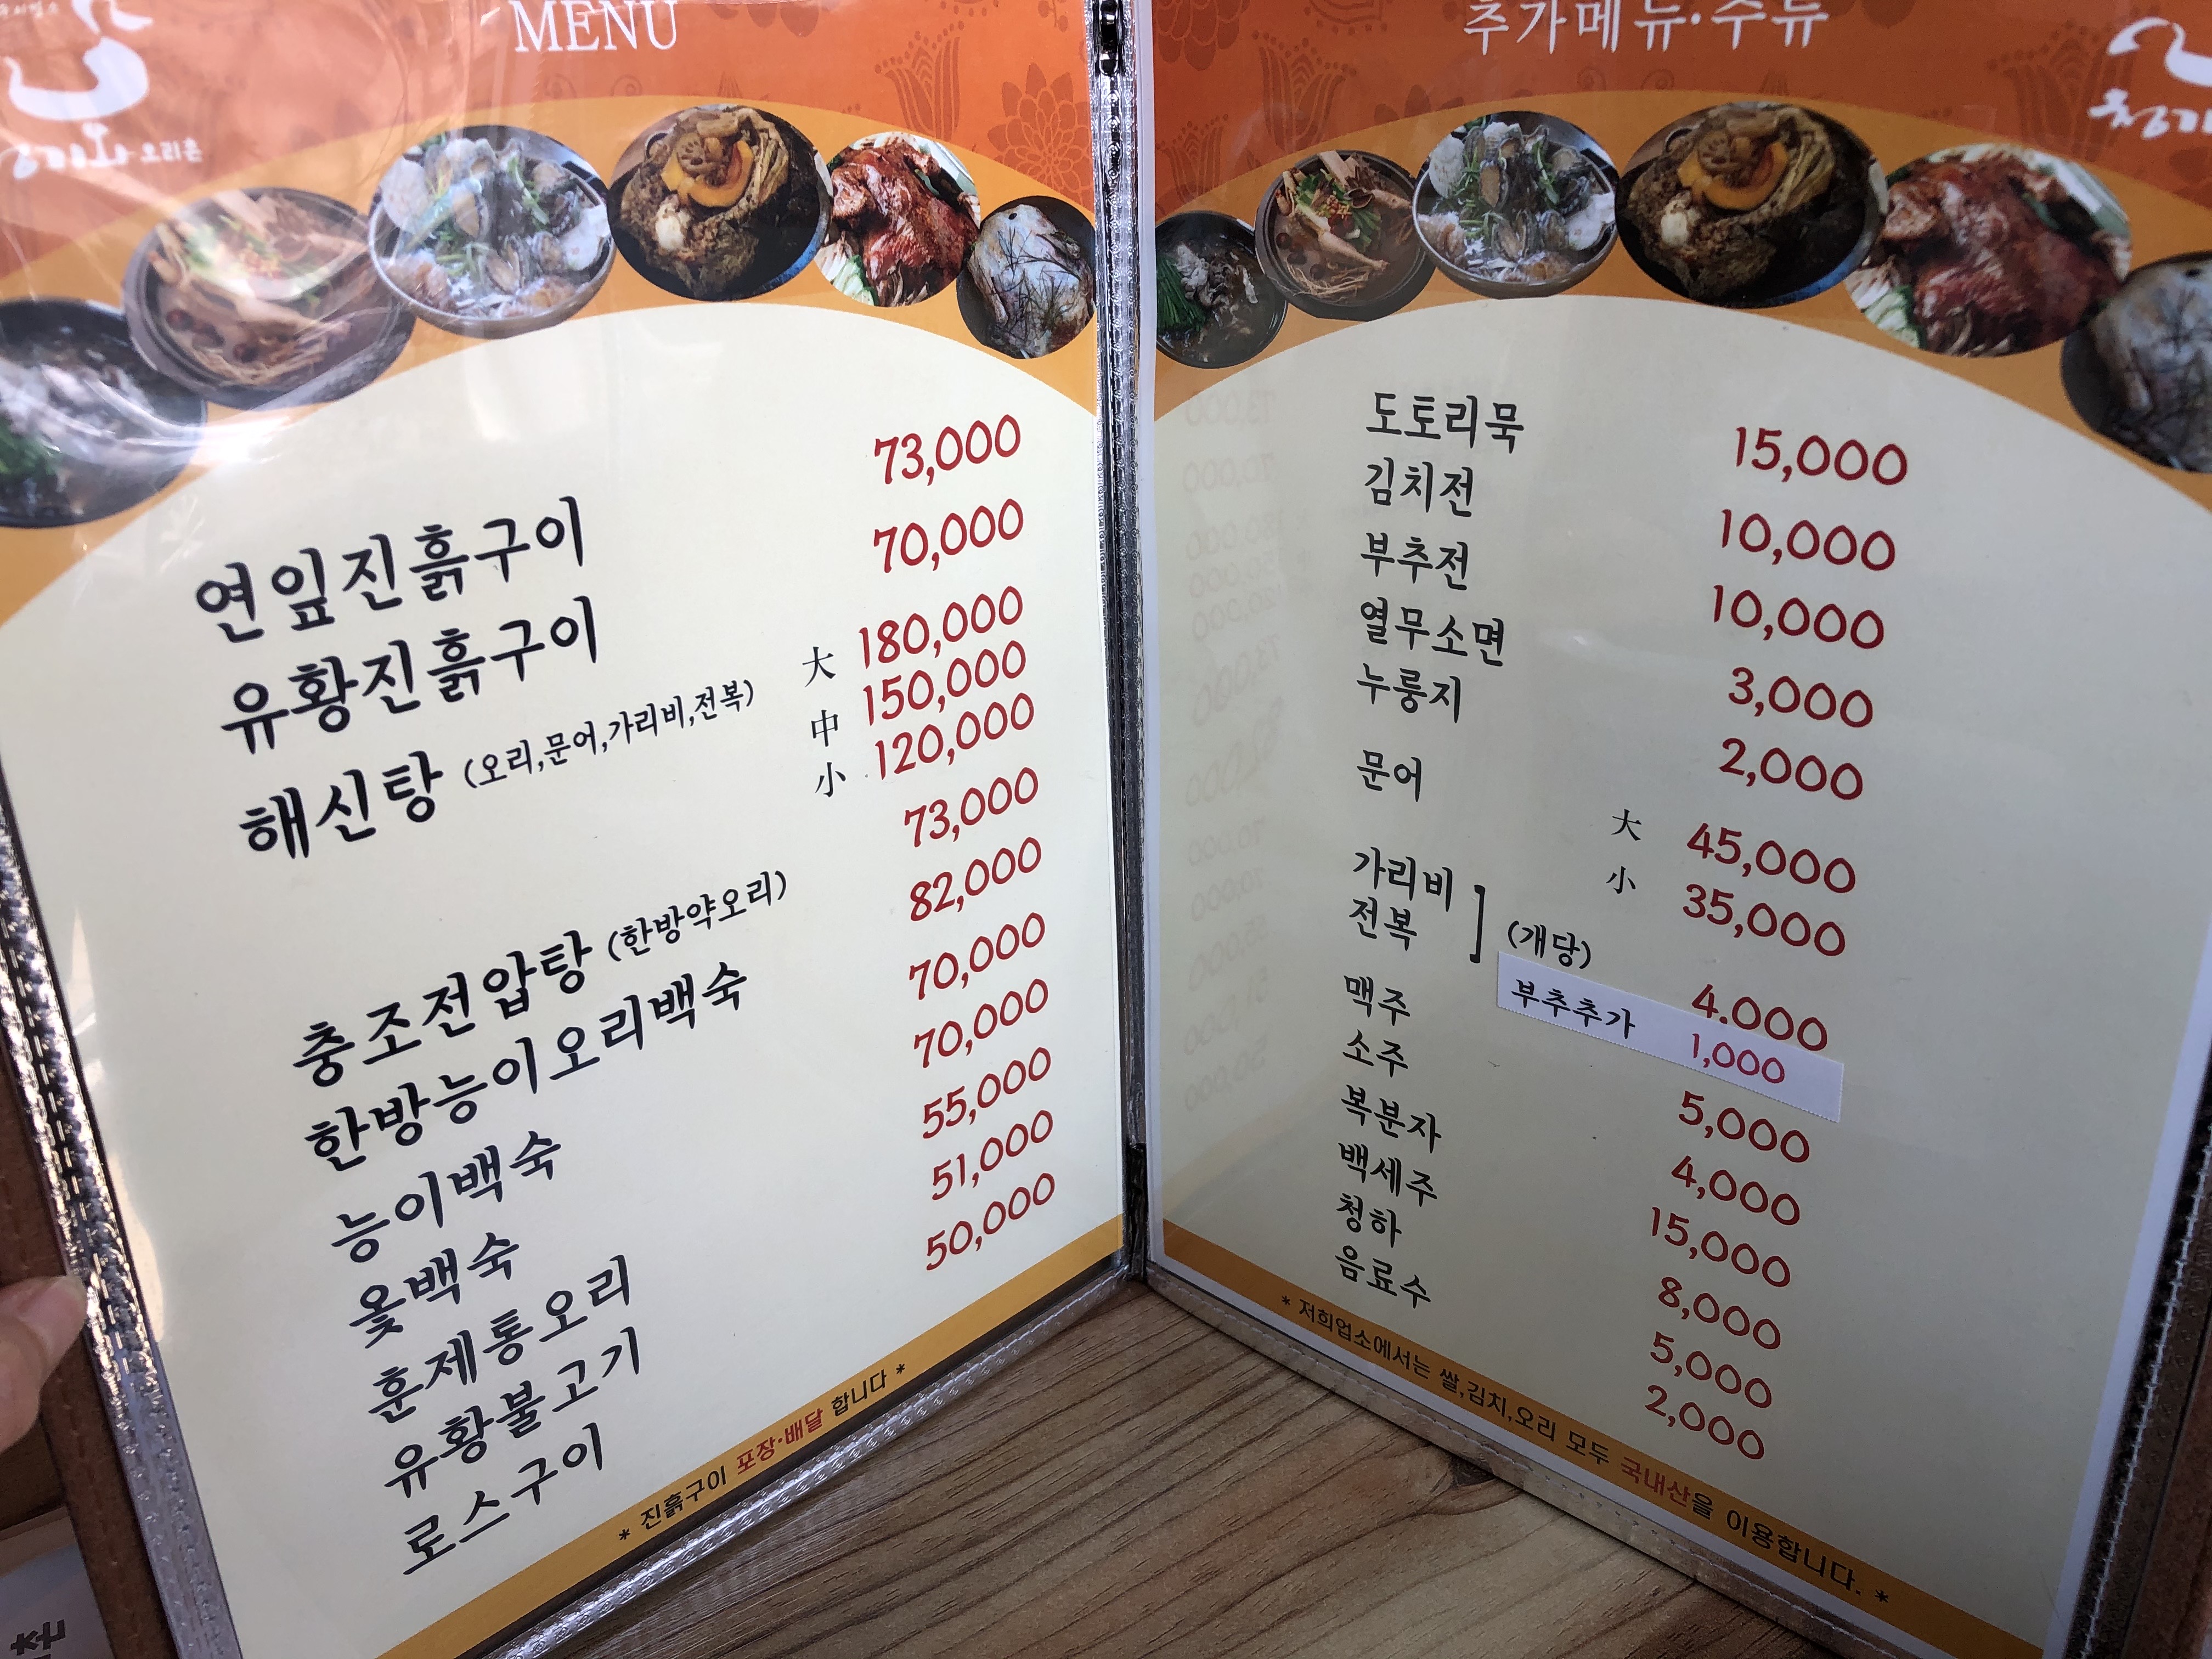 MENU
오리촌
연잎진흙구이 73,000
유황진흙구이 70,000
해신탕 (오리,문어,가리비,전복) 大 180,000
中 150,000
小 120,000
충조전압탕 (한방약오리) 73,000
한방능이오리백숙 82,000
능이백숙 70,000
옻백숙 70,000
훈제통오리 55,000
유황불고기 51,000
로스구이 50,000
* 진흙구이 포장·배달 합니다 *
추가메뉴·주류
도토리묵 15,000
김치전 10,000
부추전 10,000
열무소면 3,000
누룽지 2,000
문어 大 45,000
小 35,000
가리비
전복 ] (개당) 4,000
부추추가 1,000
맥주 5,000
소주 4,000
복분자 15,000
백세주 8,000
청하 5,000
음료수 2,000
* 저희업소에서는 쌀,김치,오리 모두 국내산을 이용합니다. *